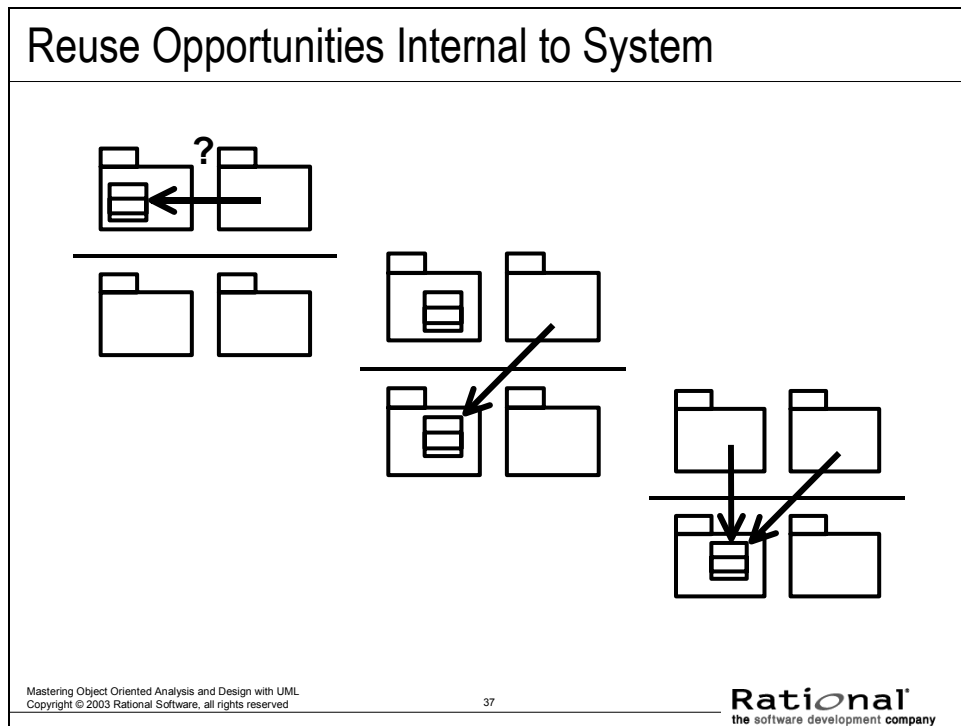 Reuse Opportunities Internal to System
?
Mastering Object Oriented Analysis and Design with UML
Copyright © 2003 Rational Software, all rights reserved
37
Rational
the software development company